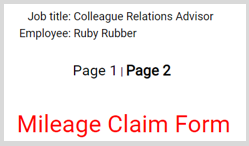 Job title: Colleague Relations Advisor
Employee: Ruby Rubber
Page 1 | Page 2
Mileage Claim Form